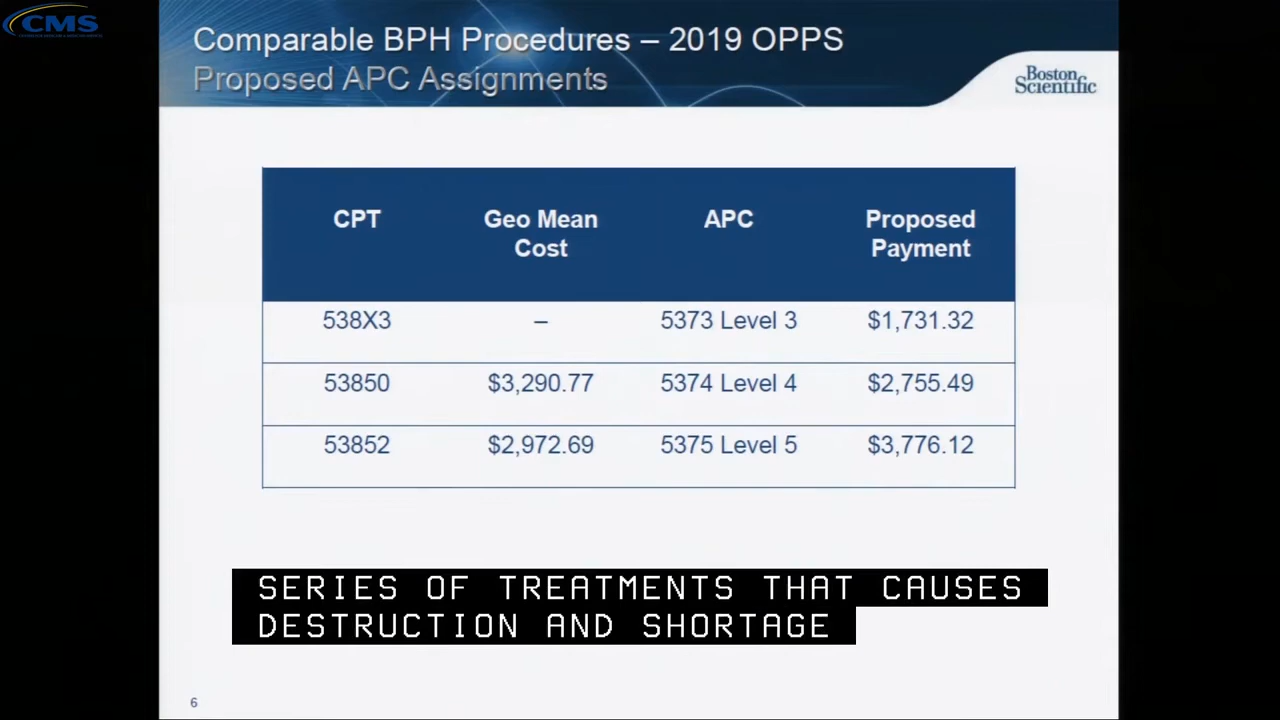 CMS
Comparable BPH Procedures – 2019 OPPS
Proposed APC Assignments
Boston
Scientific
CPT
Geo Mean
Cost
APC
Proposed
Payment
538X3 – 5373 Level 3 $1,731.32
53850 $3,290.77 5374 Level 4 $2,755.49
53852 $2,972.69 5375 Level 5 $3,776.12
SERIES OF TREATMENTS THAT CAUSES
DESTRUCTION AND SHORTAGE
6